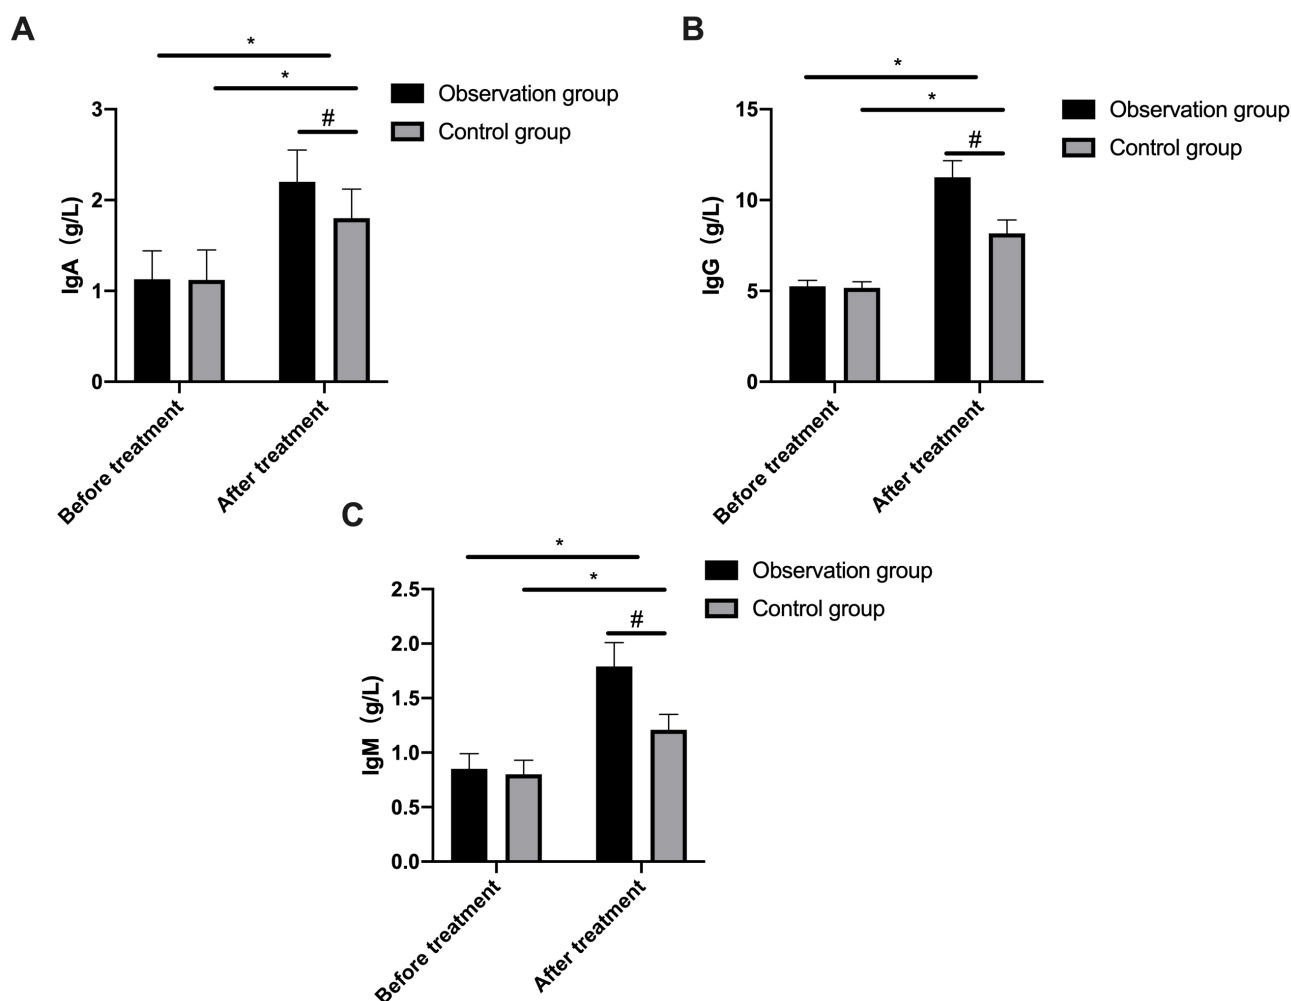 A
*
*
#
Observation group
Control group
IgA (g/L)
3
2
1
0
Before treatment
After treatment
B
*
*
#
Observation group
Control group
IgG (g/L)
15
10
5
0
Before treatment
After treatment
C
*
*
#
Observation group
Control group
IgM (g/L)
2.5
2.0
1.5
1.0
0.5
0.0
Before treatment
After treatment